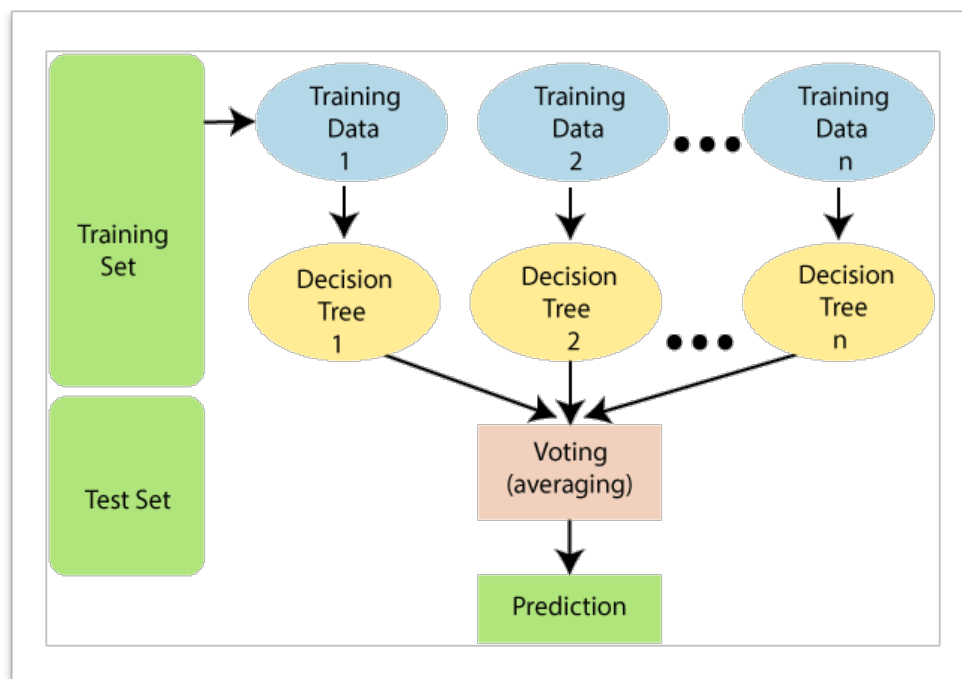 Training
Set
Training
Data
1
Training
Data
2
Training
Data
n
Decision
Tree
1
Decision
Tree
2
Decision
Tree
n
Test Set
Voting
(averaging)
Prediction